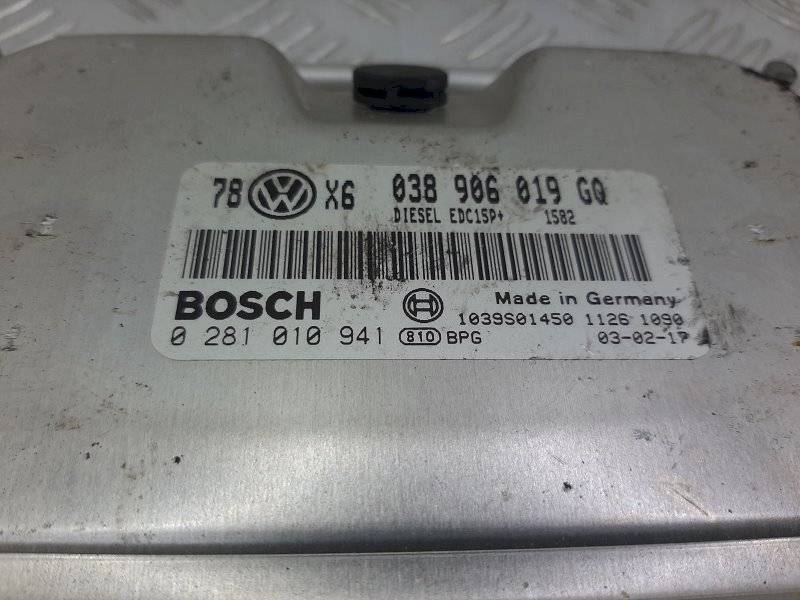 78 VW X6 038 906 019 GQ
DIESEL EDC15P+ 1582
BOSCH Made in Germany
1039S01450 1126 1090
0 281 010 941 810 BPG 03-02-17